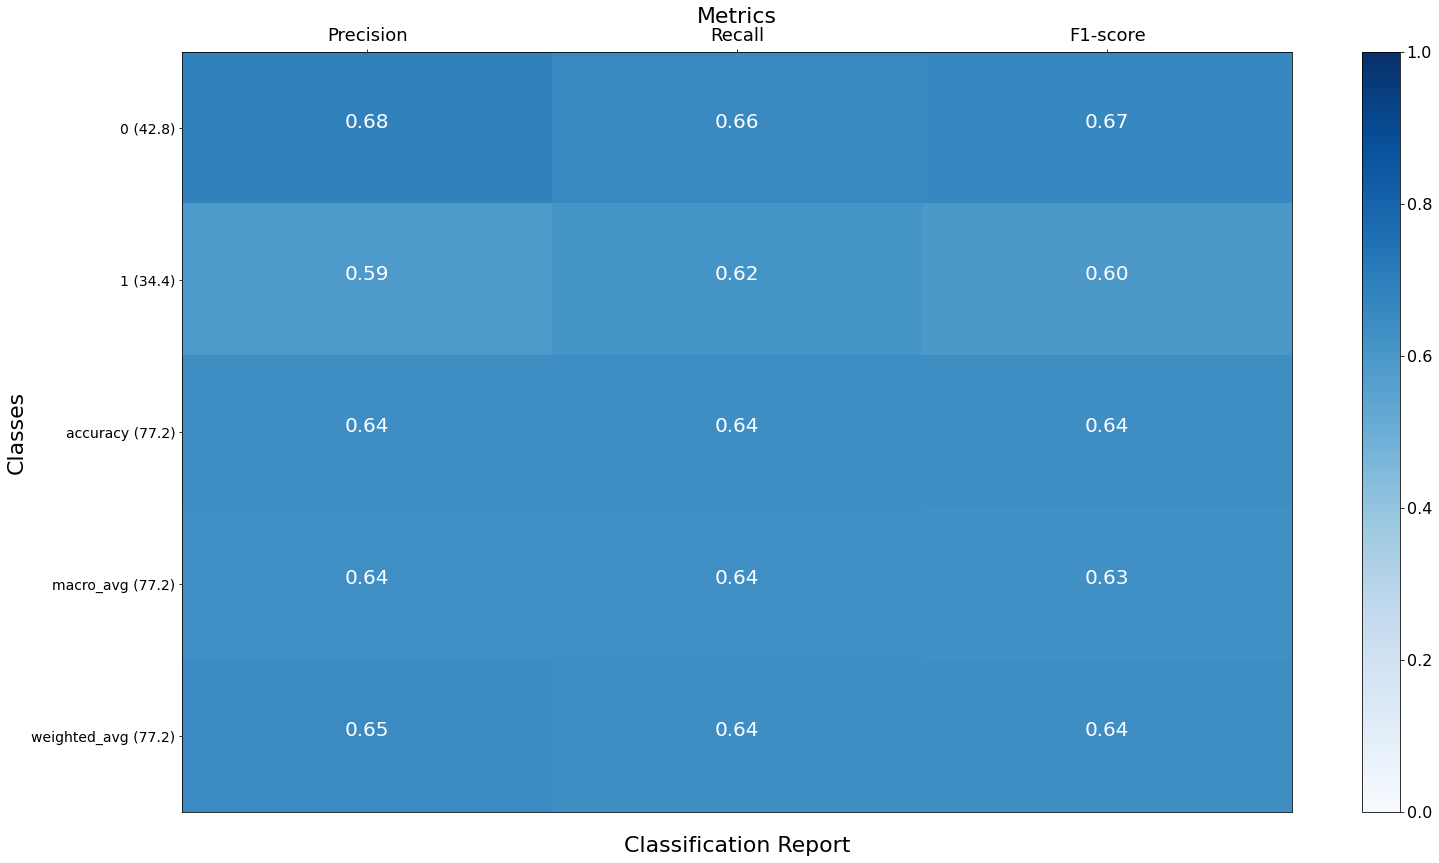 Metrics
Precision Recall F1-score
1.0
0 (42.8) 0.68 0.66 0.67
0.8
1 (34.4) 0.59 0.62 0.60
0.6
Classes
accuracy (77.2) 0.64 0.64 0.64
0.4
macro_avg (77.2) 0.64 0.64 0.63
0.2
weighted_avg (77.2) 0.65 0.64 0.64
0.0
Classification Report